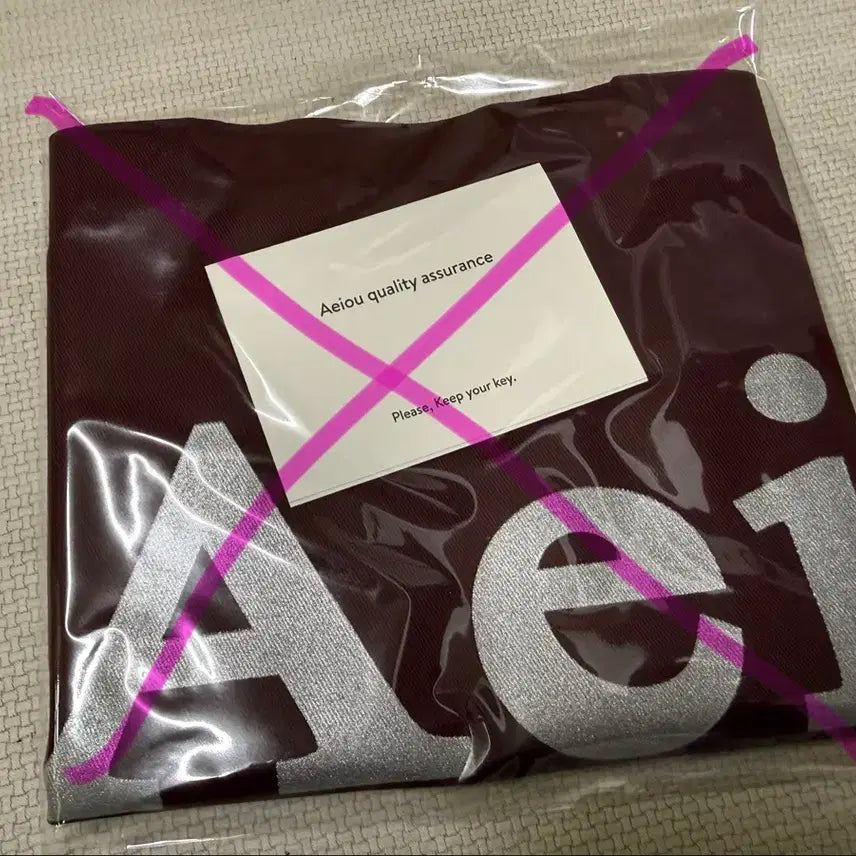 Aeiou quality assurance
Please, Keep your key.
Aei